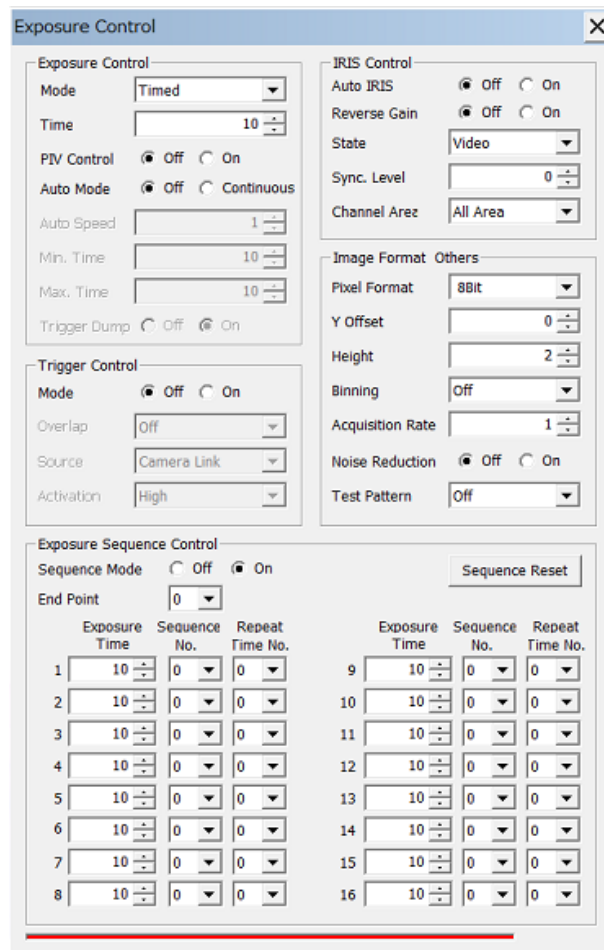 Exposure Control
Exposure Control
Mode Timed
Time 10
PIV Control Off On
Auto Mode Off Continuous
Auto Speed 1
Min. Time 10
Max. Time 10
Trigger Dump Off On
Trigger Control
Mode Off On
Overlap Off
Source Camera Link
Activation High
IRIS Control
Auto IRIS Off On
Reverse Gain Off On
State Video
Sync. Level 0
Channel Arez All Area
Image Format Others
Pixel Format 8Bit
Y Offset 0
Height 2
Binning Off
Acquisition Rate 1
Noise Reduction Off On
Test Pattern Off
Exposure Sequence Control
Sequence Mode Off On
Sequence Reset
End Point 0
Exposure Sequence Repeat
Time No. Time No.
1 10 0 0
2 10 0 0
3 10 0 0
4 10 0 0
5 10 0 0
6 10 0 0
7 10 0 0
8 10 0 0
Exposure Sequence Repeat
Time No. Time No.
9 10 0 0
10 10 0 0
11 10 0 0
12 10 0 0
13 10 0 0
14 10 0 0
15 10 0 0
16 10 0 0